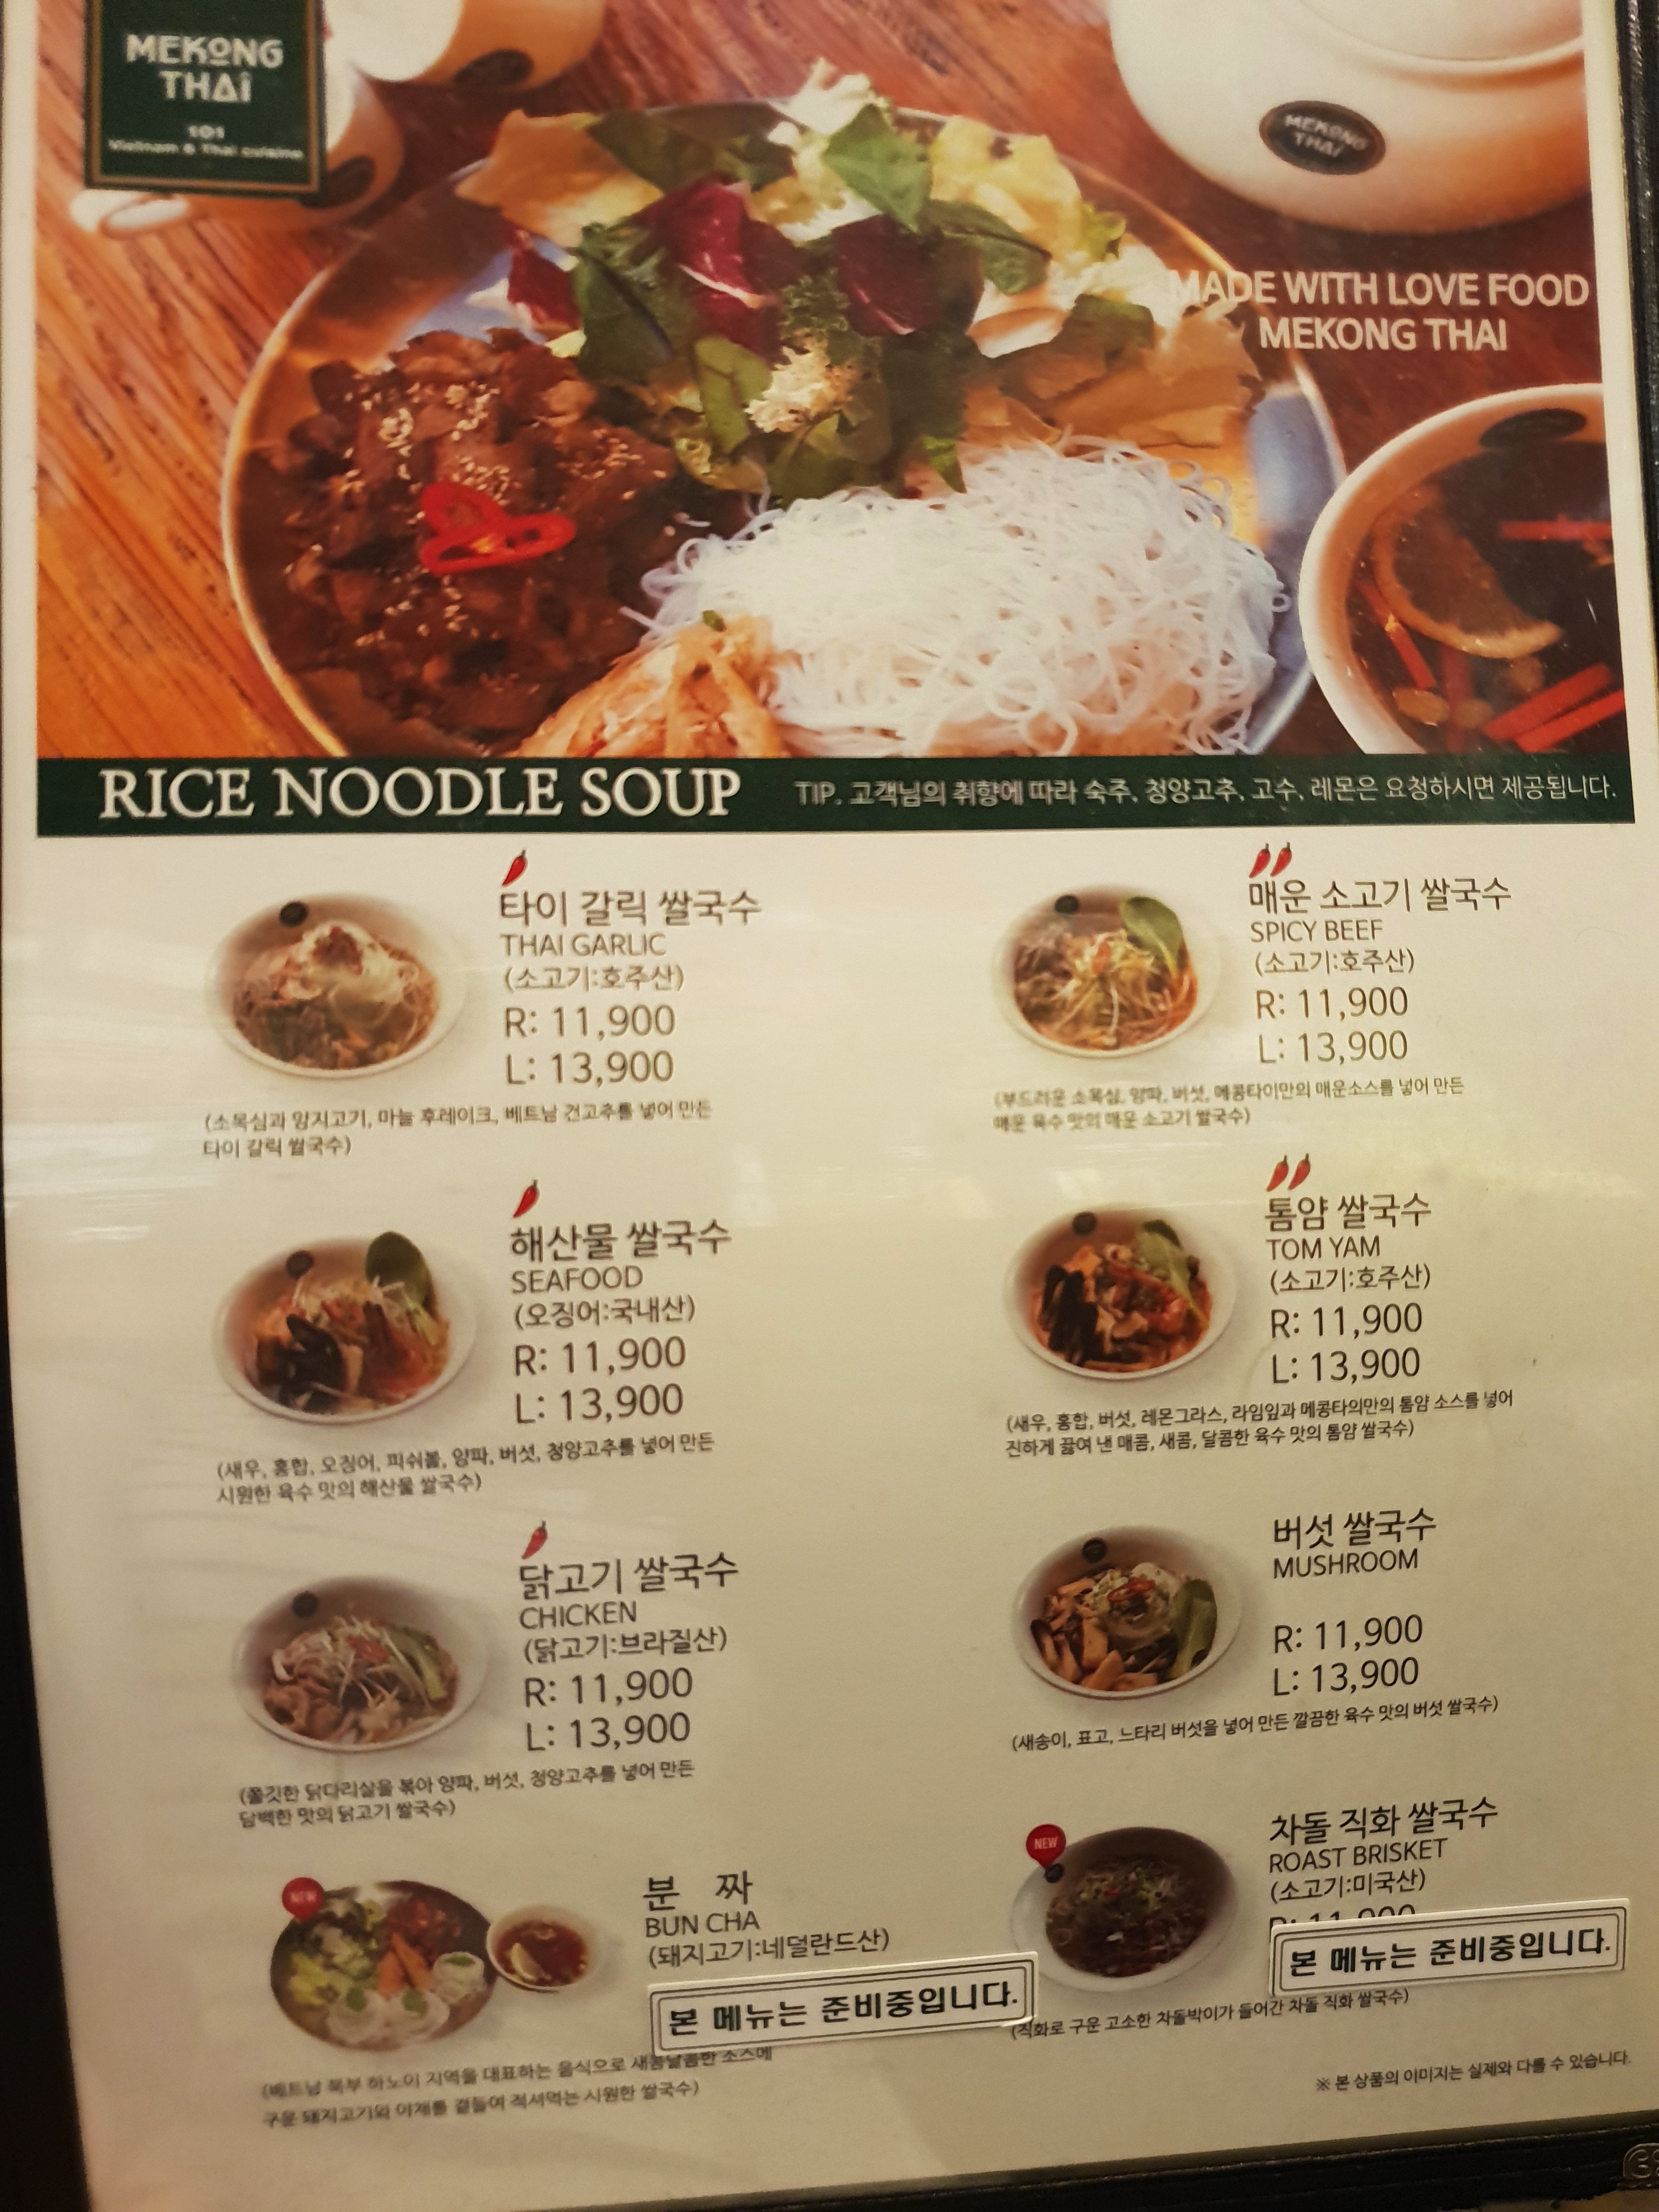 MEKONG
THAI
101
Vietnam & Thai cuisine
MEKONG
THAI
MADE WITH LOVE FOOD
MEKONG THAI
RICE NOODLE SOUP
TIP. 고객님의 취향에 따라 숙주, 청양고추, 고수, 레몬은 요청하시면 제공됩니다.
타이 갈릭 쌀국수
THAI GARLIC
(소고기:호주산)
R: 11,900
L: 13,900
(소목심과 양지고기, 마늘 후레이크, 베트남 건고추를 넣어 만든
타이 갈릭 쌀국수)
매운 소고기 쌀국수
SPICY BEEF
(소고기:호주산)
R: 11,900
L: 13,900
(부드러운 소목심, 양파, 버섯, 메콩타이만의 매운소스를 넣어 만든
매운 육수 맛의 매운 소고기 쌀국수)
해산물 쌀국수
SEAFOOD
(오징어:국내산)
R: 11,900
L: 13,900
(새우, 홍합, 오징어, 피쉬볼, 양파, 버섯, 청양고추를 넣어 만든
시원한 육수 맛의 해산물 쌀국수)
톰얌 쌀국수
TOM YAM
(소고기:호주산)
R: 11,900
L: 13,900
(새우, 홍합, 버섯, 레몬그라스, 라임잎과 메콩타의만의 톰얌 소스를 넣어
진하게 끓여 낸 매콤, 새콤, 달콤한 육수 맛의 톰얌 쌀국수)
닭고기 쌀국수
CHICKEN
(닭고기:브라질산)
R: 11,900
L: 13,900
(쫄깃한 닭다리살을 볶아 양파, 버섯, 청양고추를 넣어 만든
담백한 맛의 닭고기 쌀국수)
버섯 쌀국수
MUSHROOM
R: 11,900
L: 13,900
(새송이, 표고, 느타리 버섯을 넣어 만든 깔끔한 육수 맛의 버섯 쌀국수)
NEW
분 짜
BUN CHA
(돼지고기:네덜란드산)
본 메뉴는 준비중입니다.
(베트남 북부 하노이 지역을 대표하는 음식으로 새콤달콤한 소스에
구운 돼지고기와 야채를 곁들여 적셔먹는 시원한 쌀국수)
NEW
차돌 직화 쌀국수
ROAST BRISKET
(소고기:미국산)
R: 11,900
본 메뉴는 준비중입니다.
(직화로 구운 고소한 차돌박이가 들어간 차돌 직화 쌀국수)
※ 본 상품의 이미지는 실제와 다를 수 있습니다.